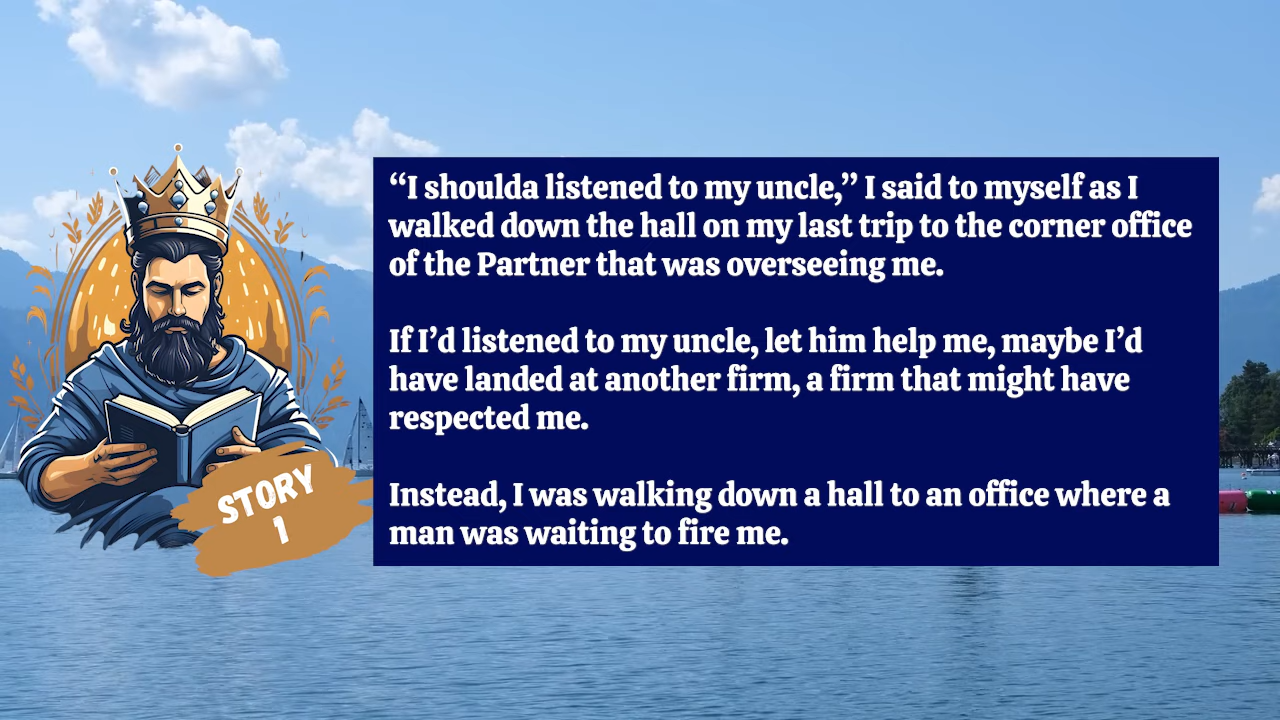 “I shoulda listened to my uncle,” I said to myself as I
walked down the hall on my last trip to the corner office
of the Partner that was overseeing me.
If I’d listened to my uncle, let him help me, maybe I’d
have landed at another firm, a firm that might have
respected me.
Instead, I was walking down a hall to an office where a
man was waiting to fire me.
STORY
1